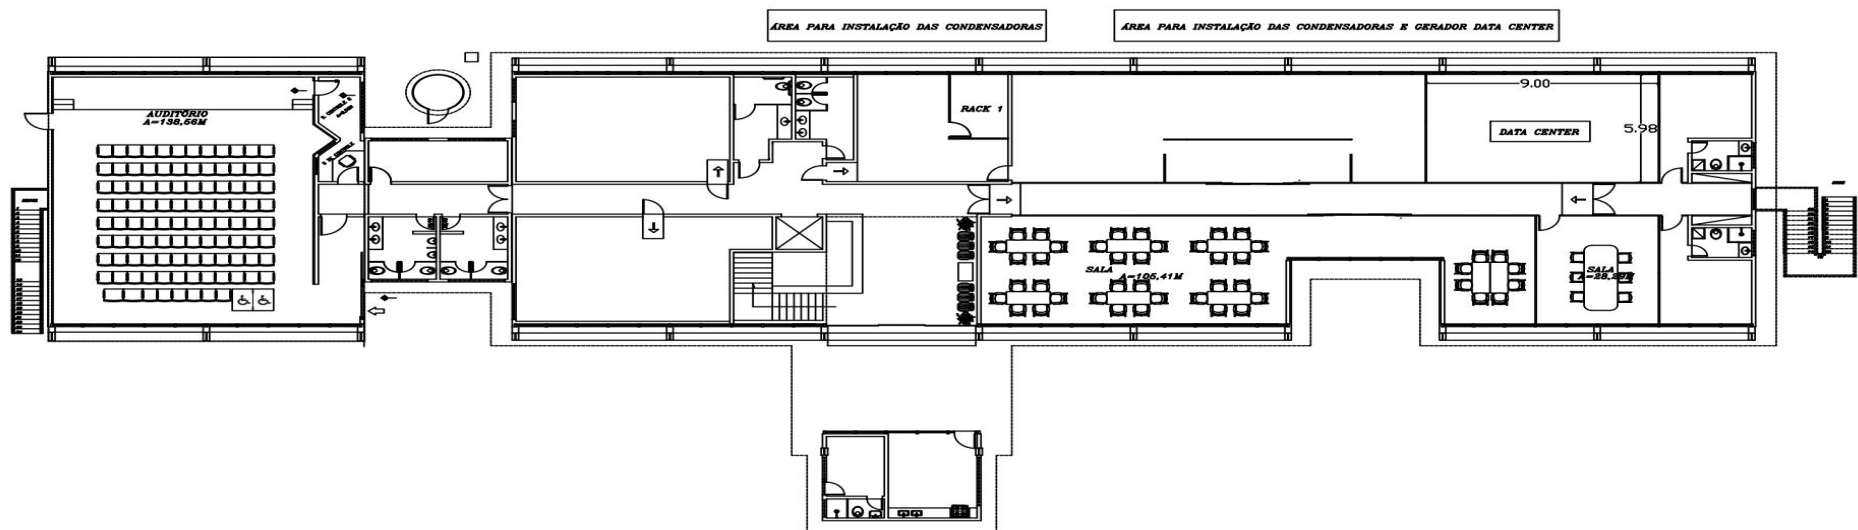 ÁREA PARA INSTALAÇÃO DAS CONDENSADORAS
ÁREA PARA INSTALAÇÃO DAS CONDENSADORAS E GERADOR DATA CENTER
AUDITÓRIO
A=138,56M
RACK 1
9.00
5.98
DATA CENTER
SALA
A=105.41M
SALA